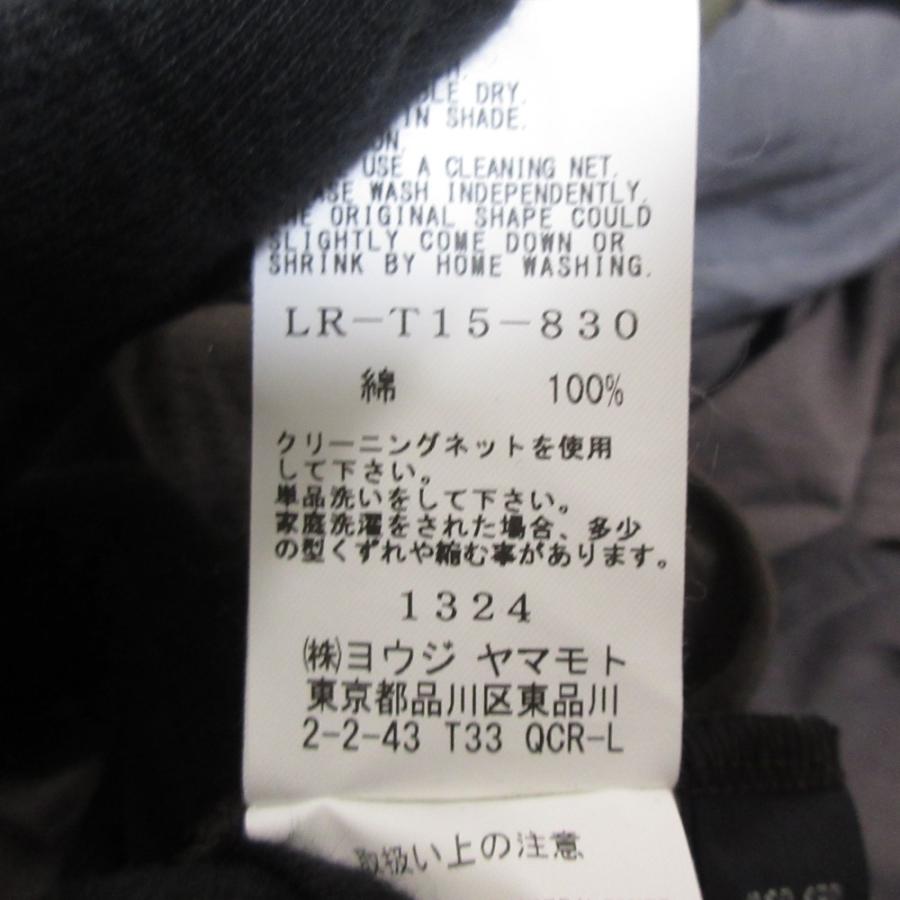 DRY.
IN SHADE.
USE A CLEANING NET.
WASH INDEPENDENTLY.
ORIGINAL SHAPE COULD
SLIGHTLY COME DOWN OR
SHRINK BY HOME WASHING.
LR-T15-830
綿 100%
クリーニングネットを使用
して下さい。
単品洗いをして下さい。
家庭洗濯をされた場合、多少
の型くずれや縮む事があります。
1324
㈱ヨウジ ヤマモト
東京都品川区東品川
2-2-43 T33 QCR-L
取扱い上の注意